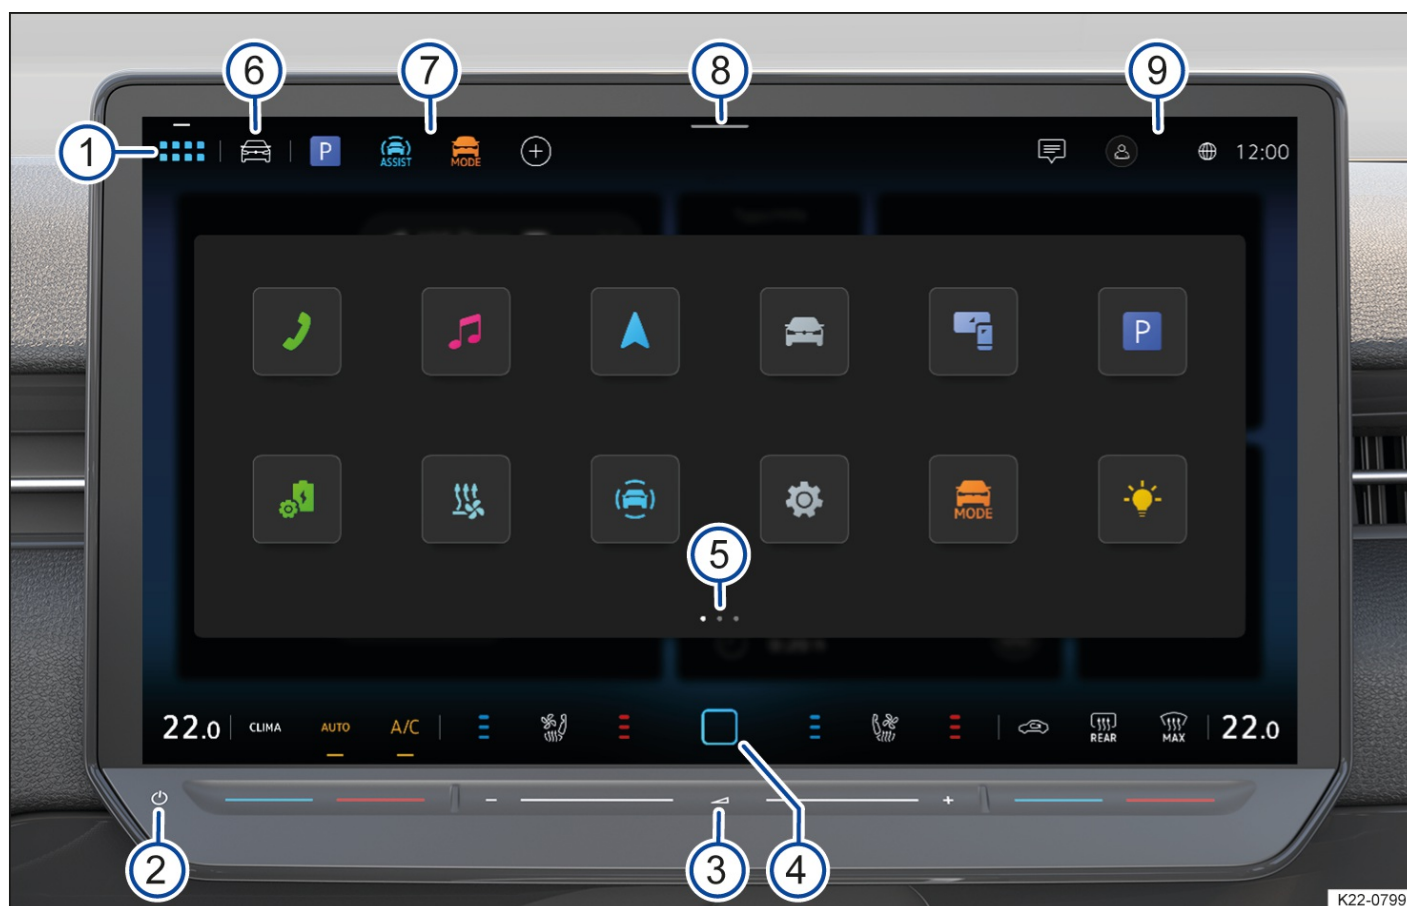 6 7 8 9
1
P ASSIST MODE 12:00
P
MODE
5
22.0 CLIMA AUTO A/C REAR MAX 22.0
- +
2 3 4
K22-0799